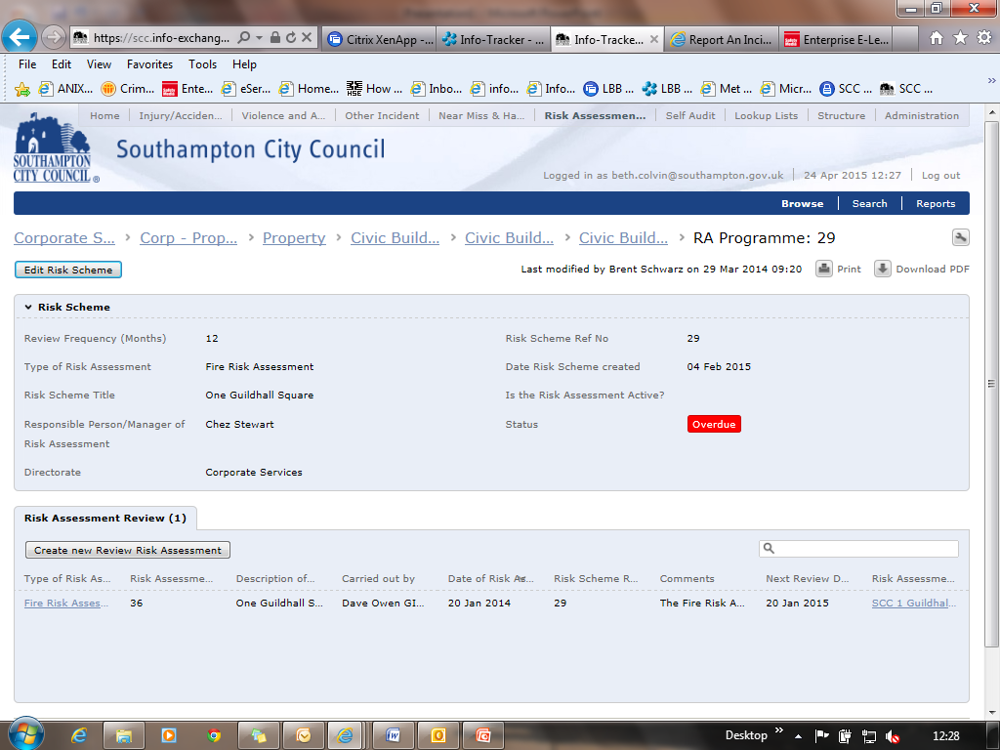 https://scc.info-exchang...
Citrix XenApp -...
Info-Tracker - ...
Info-Tracke...
Report An Inci...
Enterprise E-Le...
File Edit View Favorites Tools Help
ANIX... Crim... Ente... eSer... Home... How ... Inbo... info... Info... LBB ... LBB ... Met ... Micr... SCC ... SCC ...
Home Injury/Acciden... Violence and A... Other Incident Near Miss & Ha... Risk Assessmen... Self Audit Lookup Lists Structure Administration
SOUTHAMPTON
CITY COUNCIL ®
Southampton City Council
Logged in as beth.colvin@southampton.gov.uk 24 Apr 2015 12:27 Log out
Browse Search Reports
Corporate S... › Corp - Prop... › Property › Civic Build... › Civic Build... › Civic Build... › RA Programme: 29
Edit Risk Scheme
Last modified by Brent Schwarz on 29 Mar 2014 09:20 Print Download PDF
Risk Scheme
Review Frequency (Months) 12 Risk Scheme Ref No 29
Type of Risk Assessment Fire Risk Assessment Date Risk Scheme created 04 Feb 2015
Risk Scheme Title One Guildhall Square Is the Risk Assessment Active?
Responsible Person/Manager of Chez Stewart Status Overdue
Risk Assessment
Directorate Corporate Services
Risk Assessment Review (1)
Create new Review Risk Assessment
Type of Risk As... Risk Assessme... Description of... Carried out by Date of Risk As... Risk Scheme R... Comments Next Review D... Risk Assessme...
Fire Risk Asses... 36 One Guildhall S... Dave Owen GI... 20 Jan 2014 29 The Fire Risk A... 20 Jan 2015 SCC 1 Guildhal...
Desktop » 12:28